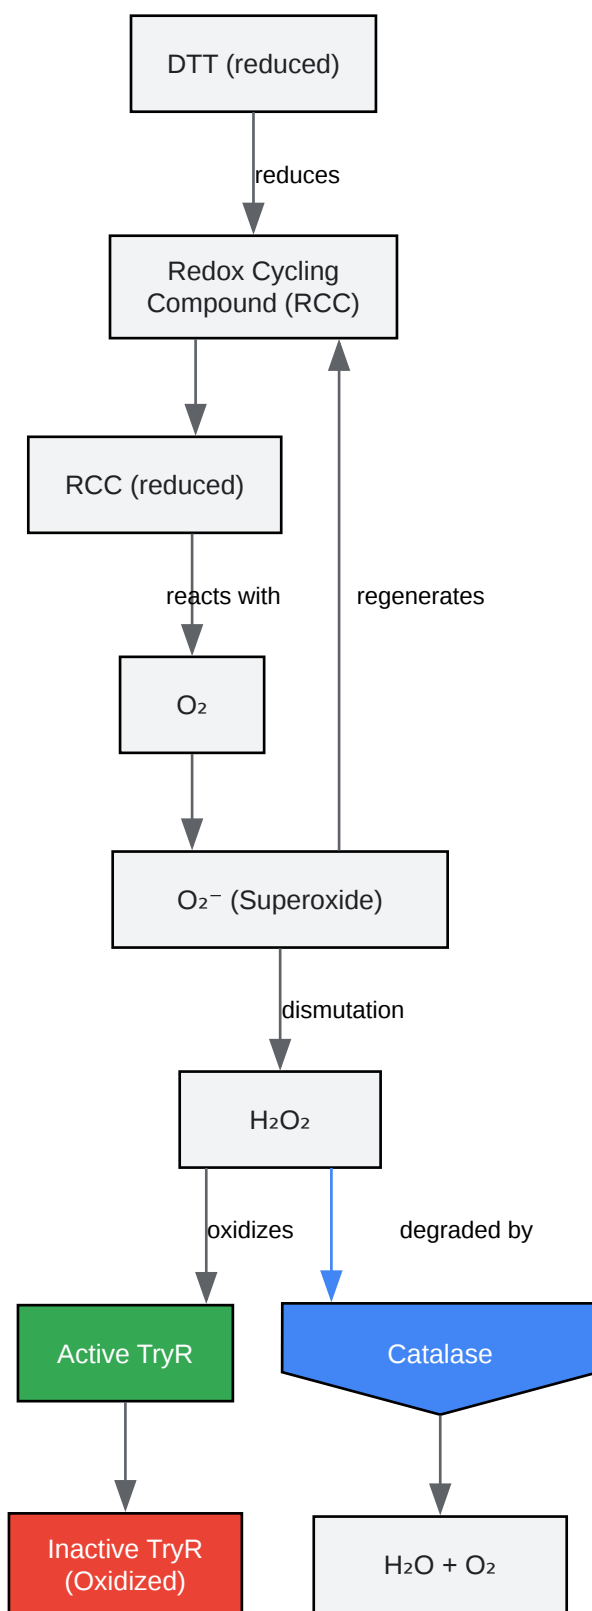 DTT (reduced)
reduces
Redox Cycling
Compound (RCC)
RCC (reduced)
reacts with
regenerates
O₂
O₂⁻ (Superoxide)
dismutation
H₂O₂
oxidizes
degraded by
Active TryR
Catalase
Inactive TryR
(Oxidized)
H₂O + O₂